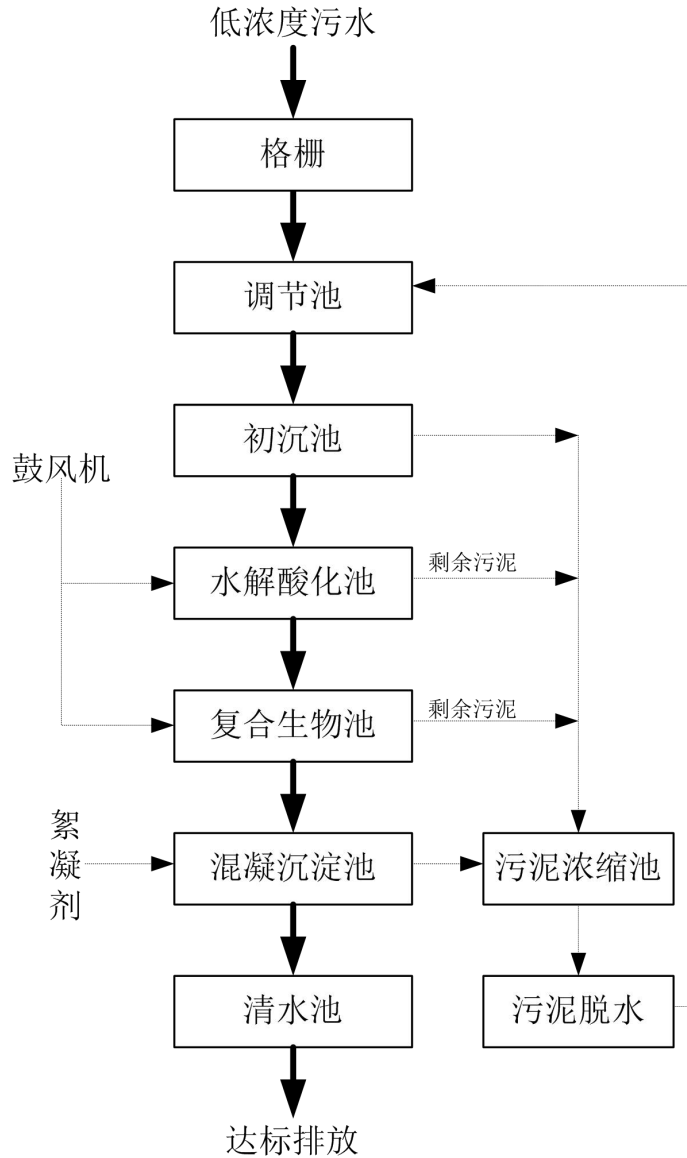 低浓度污水
格栅
调节池
初沉池
鼓风机
水解酸化池
剩余污泥
复合生物池
剩余污泥
絮凝剂
混凝沉淀池
污泥浓缩池
清水池
污泥脱水
达标排放